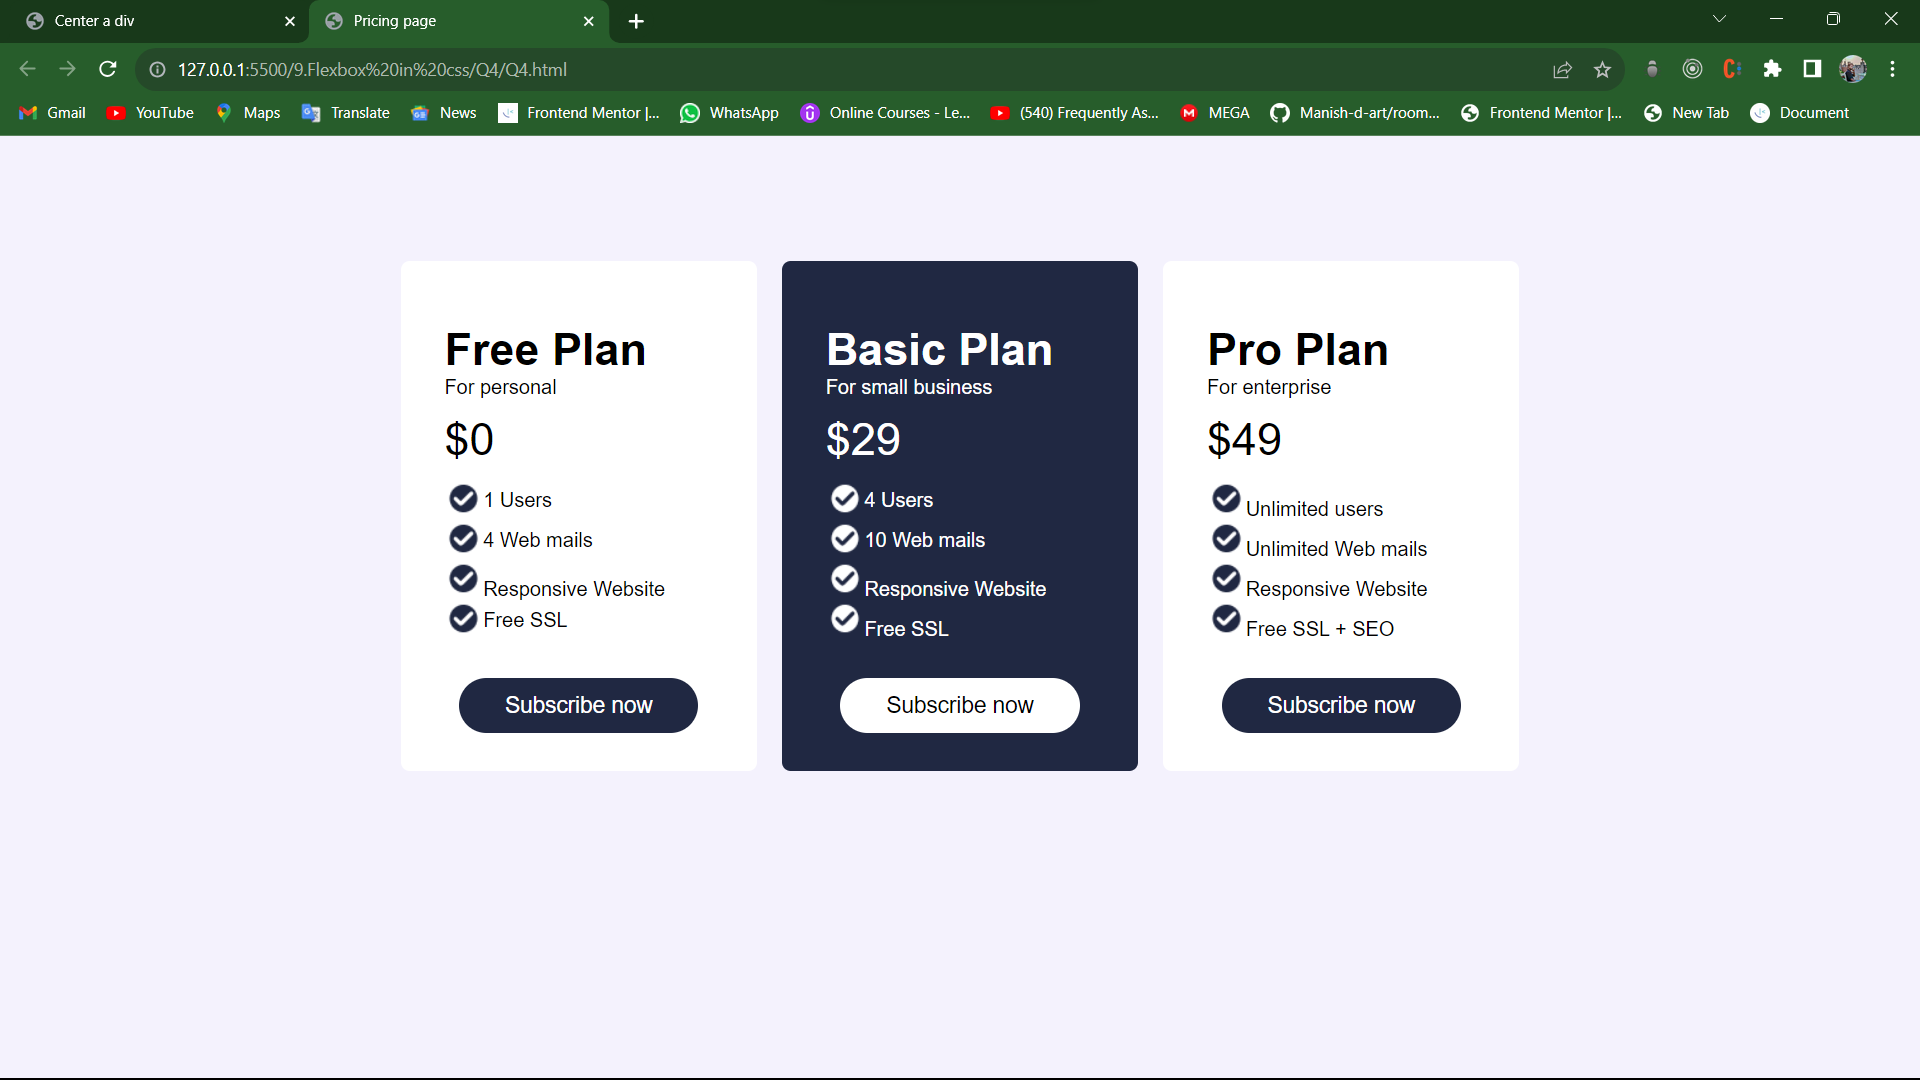 Center a div
Pricing page
127.0.0.1:5500/9.Flexbox%20in%20css/Q4/Q4.html
Gmail YouTube Maps Translate News Frontend Mentor |... WhatsApp Online Courses - Le... (540) Frequently As... MEGA Manish-d-art/room... Frontend Mentor |... New Tab Document
Free Plan
For personal
$0
1 Users
4 Web mails
Responsive Website
Free SSL
Subscribe now
Basic Plan
For small business
$29
4 Users
10 Web mails
Responsive Website
Free SSL
Subscribe now
Pro Plan
For enterprise
$49
Unlimited users
Unlimited Web mails
Responsive Website
Free SSL + SEO
Subscribe now